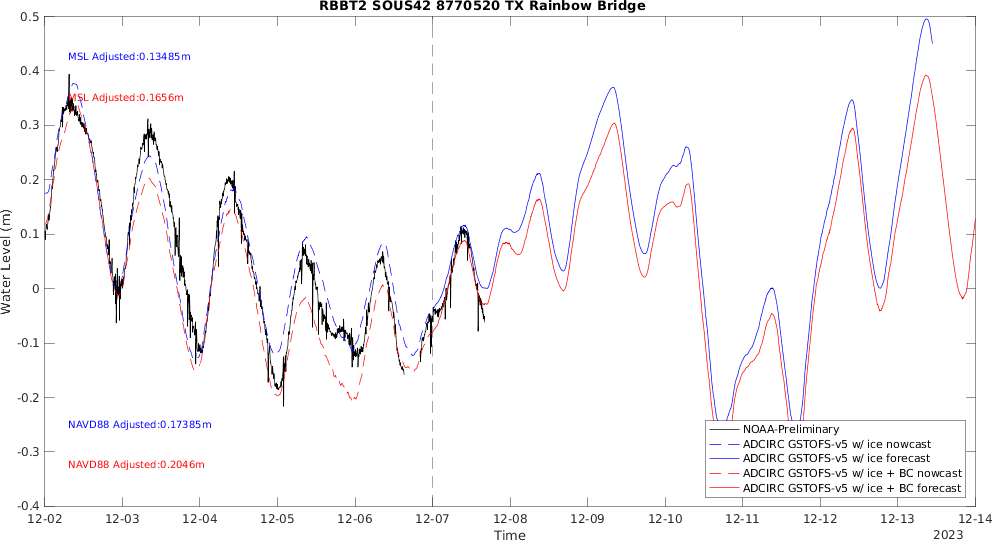 RBBT2 SOUS42 8770520 TX Rainbow Bridge
0.5
0.4
0.3
0.2
0.1
0
-0.1
-0.2
-0.3
-0.4
Water Level (m)
MSL Adjusted:0.13485m
MSL Adjusted:0.1656m
NAVD88 Adjusted:0.17385m
NAVD88 Adjusted:0.2046m
NOAA-Preliminary
ADCIRC GSTOFS-v5 w/ ice nowcast
ADCIRC GSTOFS-v5 w/ ice forecast
ADCIRC GSTOFS-v5 w/ ice + BC nowcast
ADCIRC GSTOFS-v5 w/ ice + BC forecast
12-02 12-03 12-04 12-05 12-06 12-07 12-08 12-09 12-10 12-11 12-12 12-13 12-14
Time
2023